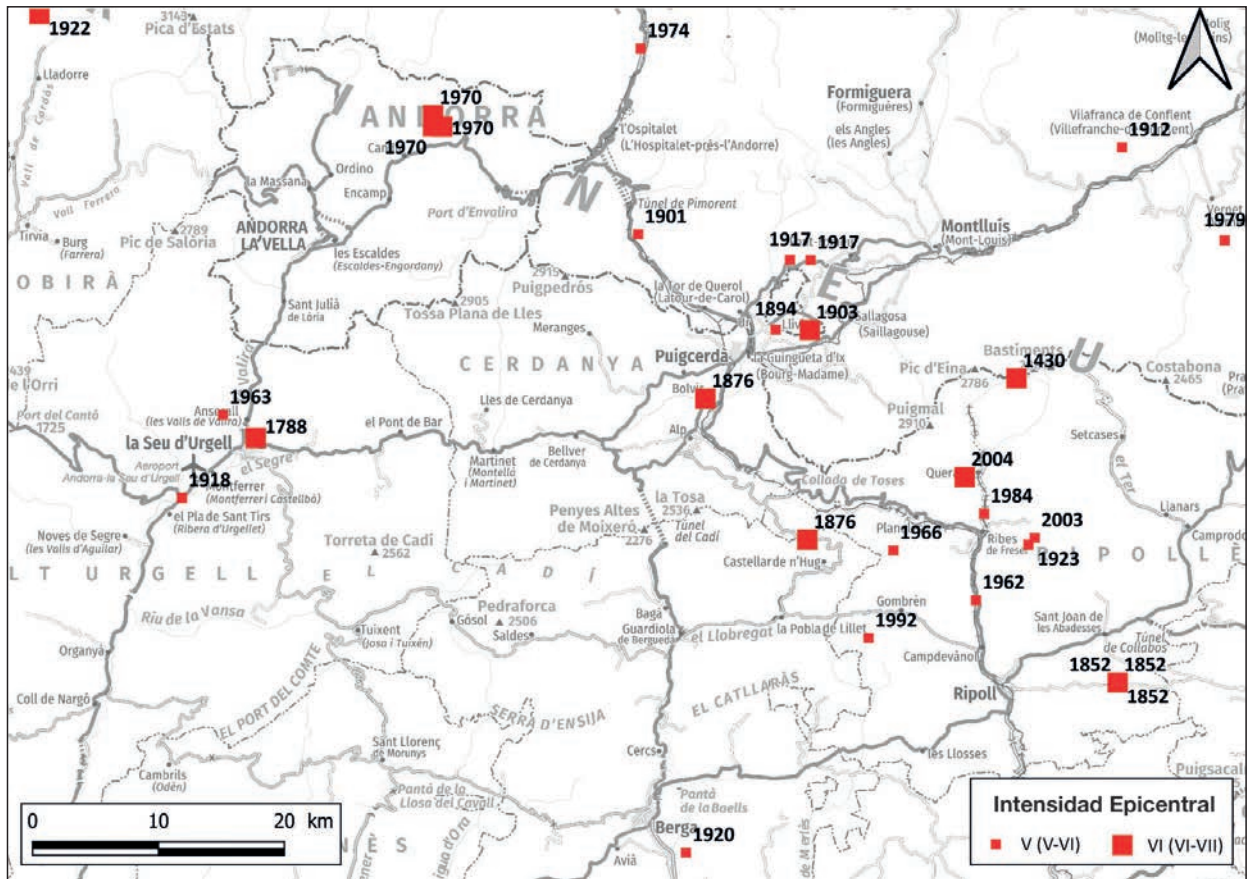 1922
3143
Pica d'Estats
1974
Lladorre
Formiguera
(Formiguères)
els Angles
(les Angles)
Vilafranca de Conflent
1912
1970
ANDORRA
1970
1970
l'Ospitalet
(L'Hospitalet-près-l'Andorre)
Ordino
la Massana
Encamp
Vall Ferrera
Port d'Envalira
Túnel de Pimorent
1901
Tírvia
Burg
(Farrera)
2789
Pic de Salòria
ANDORRA
LA VELLA
les Escaldes
(Escaldes-Engordany)
Montlluís
(Mont-Louis)
1979
1917
1917
OBIRÀ
2915
Puigpedrós
la Tor de Querol
(Latour-de-Carol)
E
Sant Julià
de Lòria
2905
Tossa Plana de Lles
Meranges
1894
1903
Sallagosa
(Saillagouse)
Valira
CERDANYA
Puigcerdà
la Guingueta d'Ix
(Bourg-Madame)
Pic d'Eina
2786
Bastiments
1430
U
Costabona
2465
Port del Cantó
1725
1963
(les Valls de Valira)
1788
Lles de Cerdanya
1876
Puigmal
2910
la Seu d'Urgell
el Segre
el Pont de Bar
Alp
Setcases
el Ter
Aeroport
Andorra-la Seu d'Urgell
1918
Martinet
(Montellà
i Martinet)
Bellver
de Cerdanya
2004
Collada de Toses
(Montferrer i Castellbò)
el Pla de Sant Tirs
(Ribera d'Urgellet)
la Tosa
2536
1984
Llanars
Penyes Altes
de Moixeró
2276
Túnel
del Cadí
1876
1966
Ribes
de Freser
2003
1923
Noves de Segre
(les Valls d'Aguilar)
Torreta de Cadí
2562
Castellar de n'Hug
LT URGELL
EL CADÍ
Riu de la Vansa
Pedraforca
2506
Bagà
1962
Gombrèn
Sant Joan de
les Abadesses
Tuixent
(Josa i Tuixén)
Gósol
Saldes
Guardiola
de Berguedà
el Llobregat
la Pobla de Lillet
1992
Campdevànol
Túnel
de Collabós
Organyà
1852
1852
1852
Coll de Nargó
EL PORT DEL COMTE
EL CATLLARÀS
Ripoll
SERRA D'ENSIJA
Sant Llorenç
de Morunys
Cercs
les Llosses
Cambrils
(Odèn)
Pantà de la
Llosa del Cavall
Pantà
de la Baells
0 10 20 km
Berga
1920
Avià
Intensidad Epicentral
V (V-VI) VI (VI-VII)